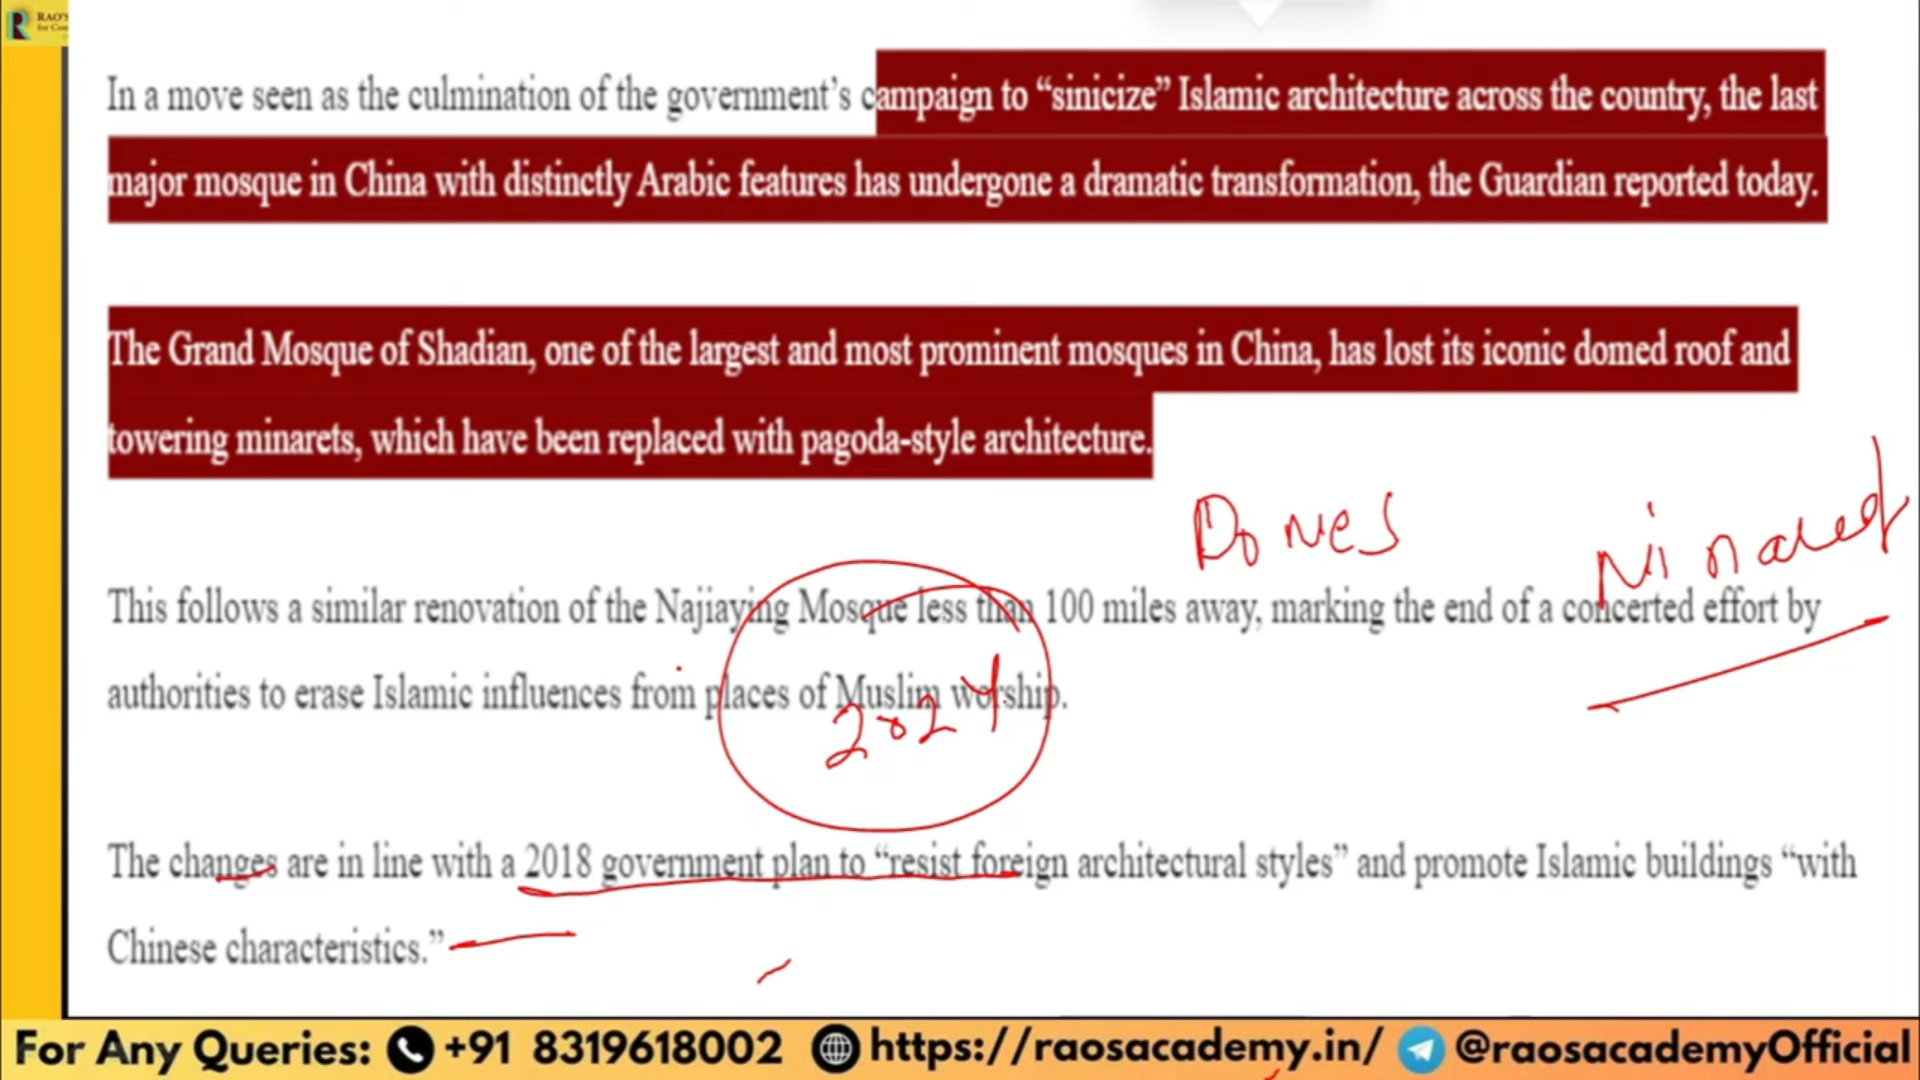 RAO'S
for Com
In a move seen as the culmination of the government's campaign to “sinicize” Islamic architecture across the country, the last
major mosque in China with distinctly Arabic features has undergone a dramatic transformation, the Guardian reported today.
The Grand Mosque of Shadian, one of the largest and most prominent mosques in China, has lost its iconic domed roof and
towering minarets, which have been replaced with pagoda-style architecture.
Domes
Minaret
This follows a similar renovation of the Najiaying Mosque less than 100 miles away, marking the end of a concerted effort by
authorities to erase Islamic influences from places of Muslim worship.
2024
The changes are in line with a 2018 government plan to “resist foreign architectural styles” and promote Islamic buildings “with
Chinese characteristics.”
For Any Queries: +91 8319618002 https://raosacademy.in/ @raosacademyOfficial